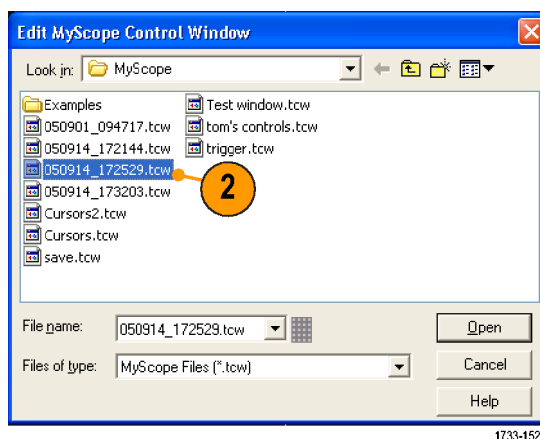 Edit MyScope Control Window
Look in: MyScope
Examples
050901_094717.tcw
050914_172144.tcw
050914_172529.tcw
050914_173203.tcw
Cursors2.tcw
Cursors.tcw
save.tcw
Test window.tcw
tom's controls.tcw
trigger.tcw
2
File name: 050914_172529.tcw
Open
Files of type: MyScope Files (*.tcw)
Cancel
Help
1733-152